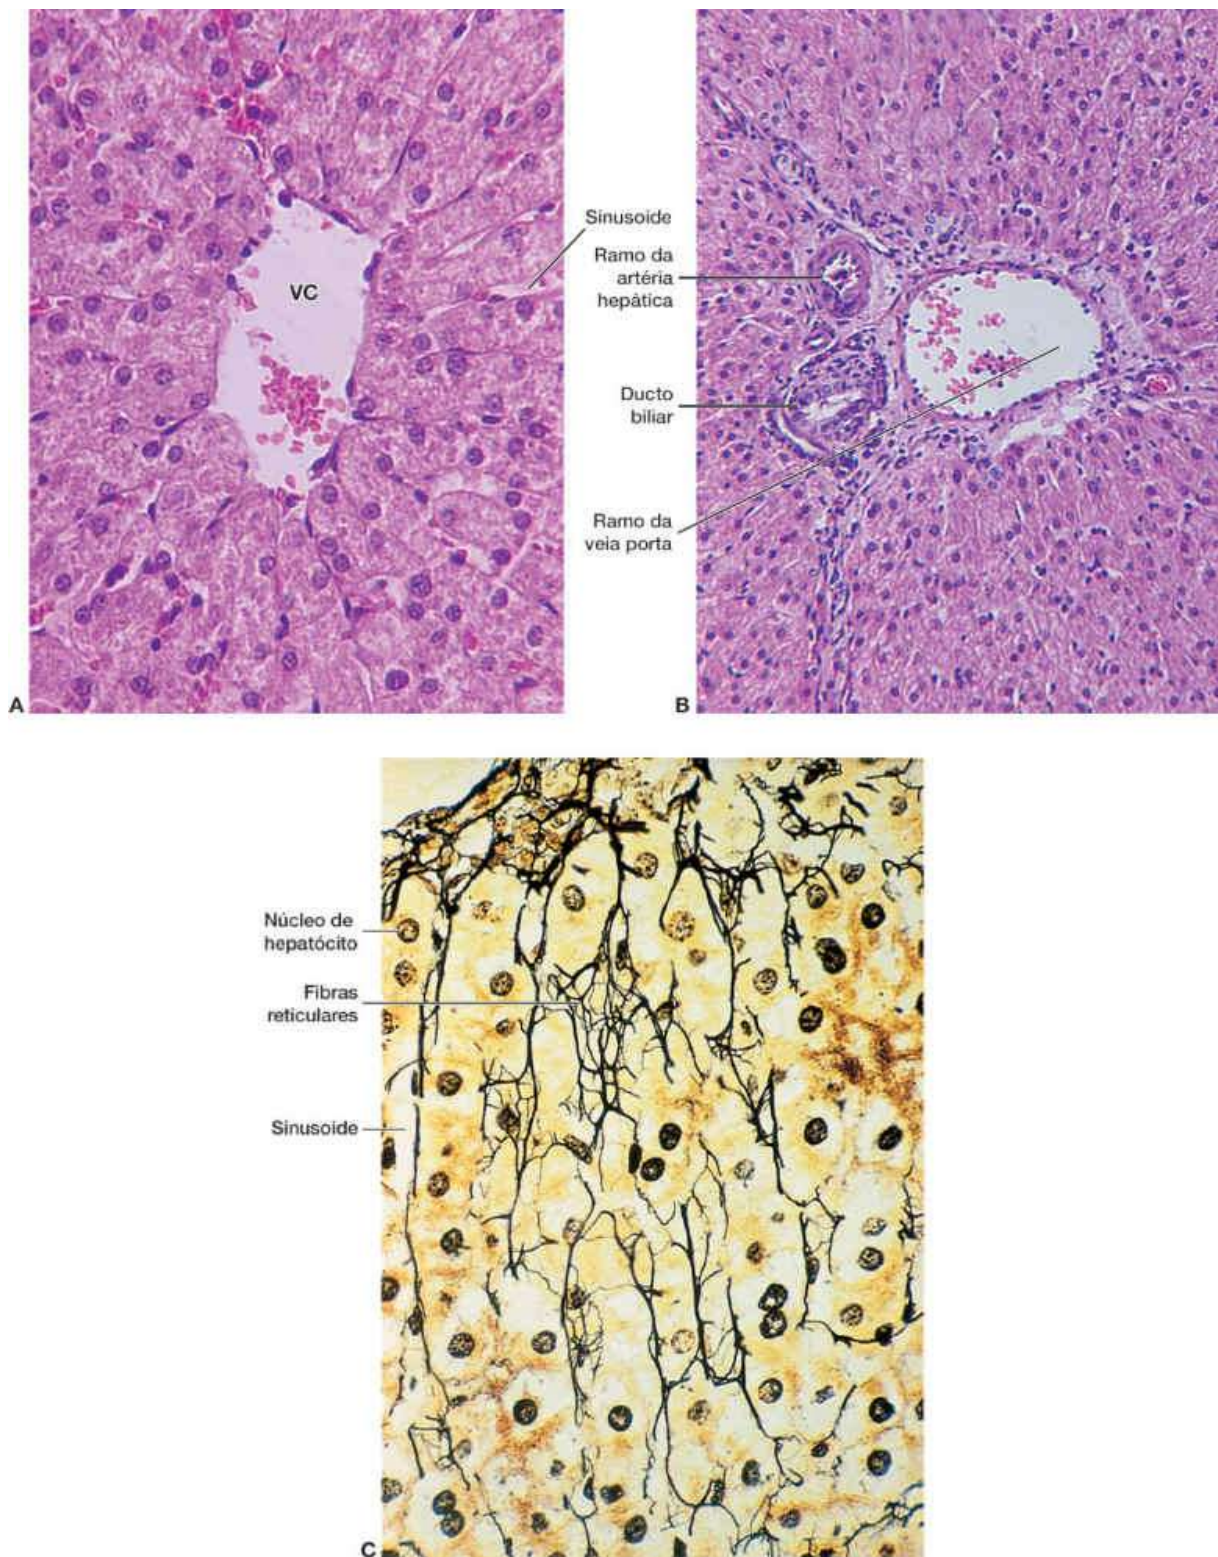 VC
Sinusoide
Ramo da
artéria
hepática
Ducto
biliar
Ramo da
veia porta
A
B
Núcleo de
hepatócito
Fibras
reticulares
Sinusoide
C